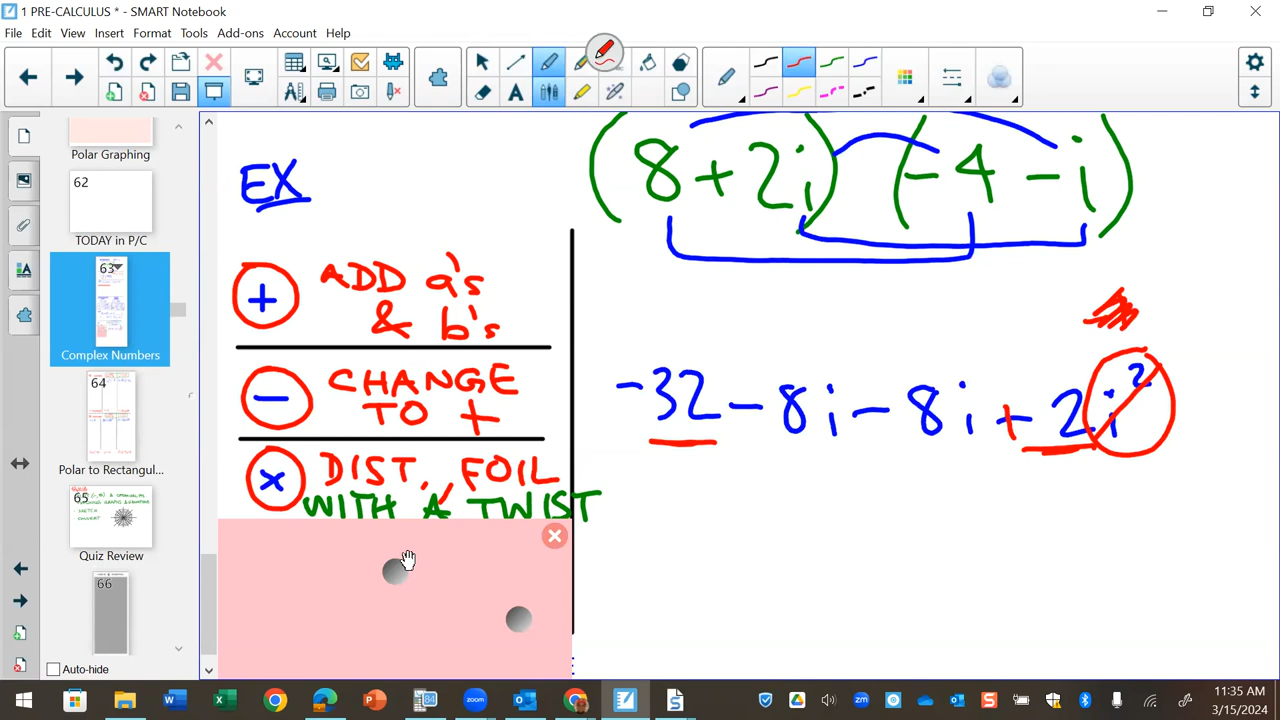 1 PRE-CALCULUS * - SMART Notebook
File Edit View Insert Format Tools Add-ons Account Help
Polar Graphing
62
TODAY in P/C
63
Complex Numbers
64
Polar to Rectangul...
65
Quiz Review
66
Auto-hide
EX
(8 + 2i) (- 4 - i)
+ ADD a's
& b's
- CHANGE
TO +
× DIST, FOIL
WITH A TWIST
-32 - 8i - 8i + 2i²
11:35 AM
3/15/2024